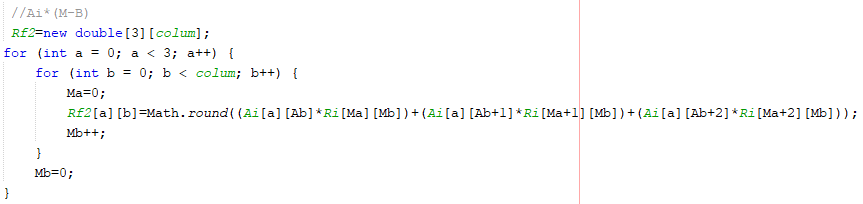 //Ai*(M-B)
Rf2=new double[3][colum];
for (int a = 0; a < 3; a++) {
for (int b = 0; b < colum; b++) {
Ma=0;
Rf2[a][b]=Math.round((Ai[a][Ab]*Ri[Ma][Mb])+(Ai[a][Ab+1]*Ri[Ma+1][Mb])+(Ai[a][Ab+2]*Ri[Ma+2][Mb]));
Mb++;
}
Mb=0;
}